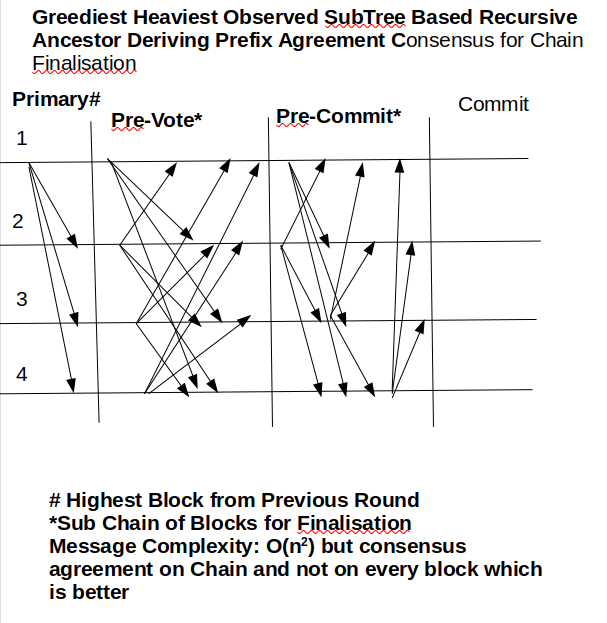 Greediest Heaviest Observed SubTree Based Recursive
Ancestor Deriving Prefix Agreement Consensus for Chain
Finalisation
Primary#
Pre-Vote*
Pre-Commit*
Commit
1
2
3
4
# Highest Block from Previous Round
*Sub Chain of Blocks for Finalisation
Message Complexity: O(n²) but consensus
agreement on Chain and not on every block which
is better